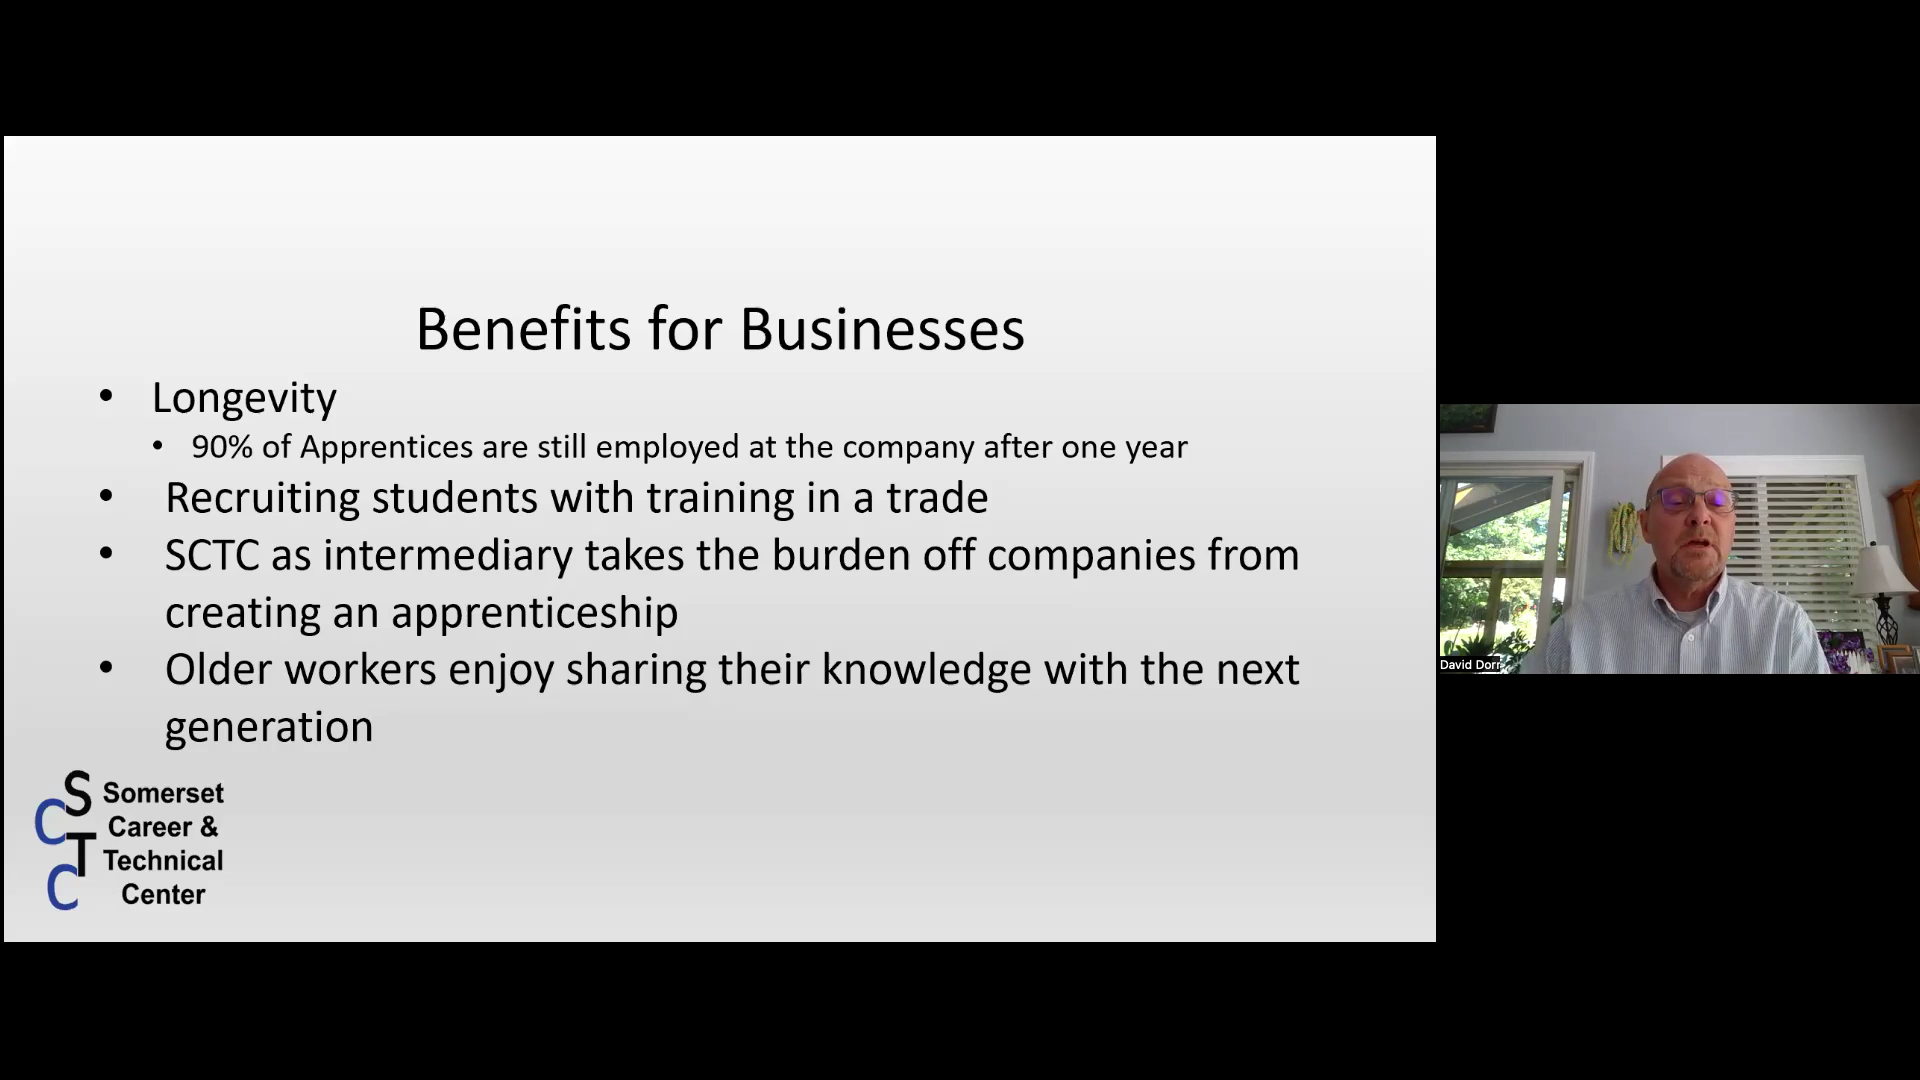 Benefits for Businesses
• Longevity
• 90% of Apprentices are still employed at the company after one year
• Recruiting students with training in a trade
• SCTC as intermediary takes the burden off companies from
creating an apprenticeship
• Older workers enjoy sharing their knowledge with the next
generation
SCTC
Somerset
Career &
Technical
Center
David Dorr